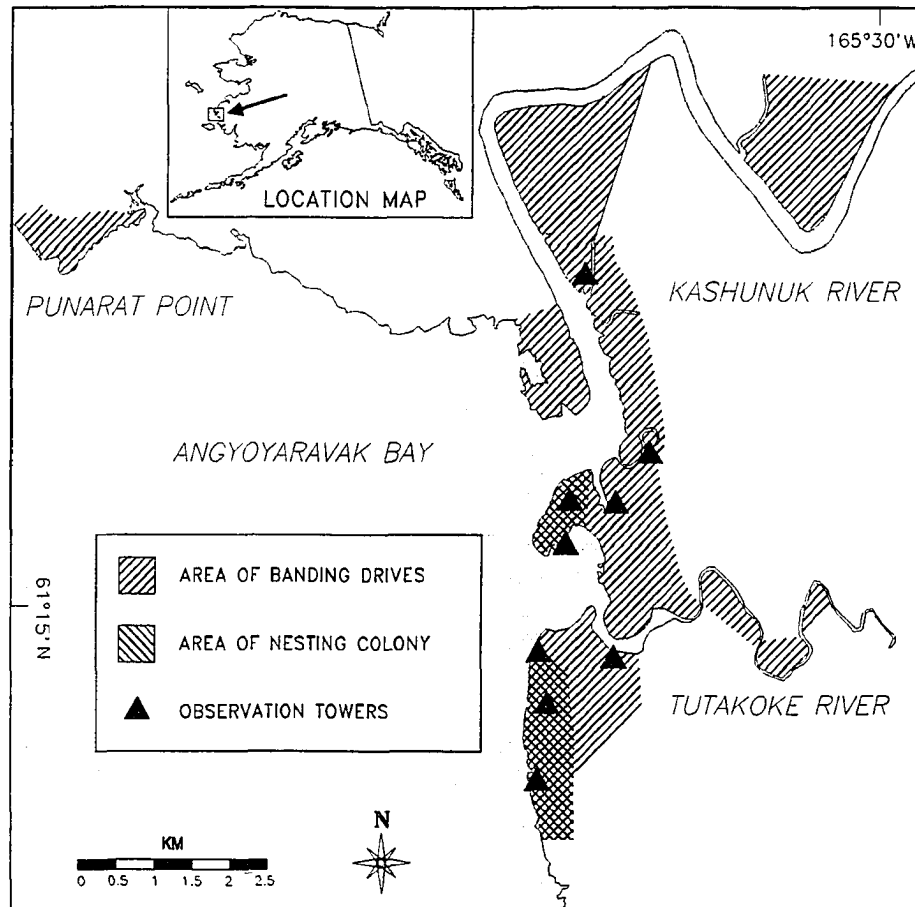 165°30'W
LOCATION MAP
PUNARAT POINT
KASHUNUK RIVER
ANGYOYARAVAK BAY
AREA OF BANDING DRIVES
AREA OF NESTING COLONY
OBSERVATION TOWERS
61°15'N
TUTAKOKE RIVER
N
KM
0 0.5 1 1.5 2 2.5